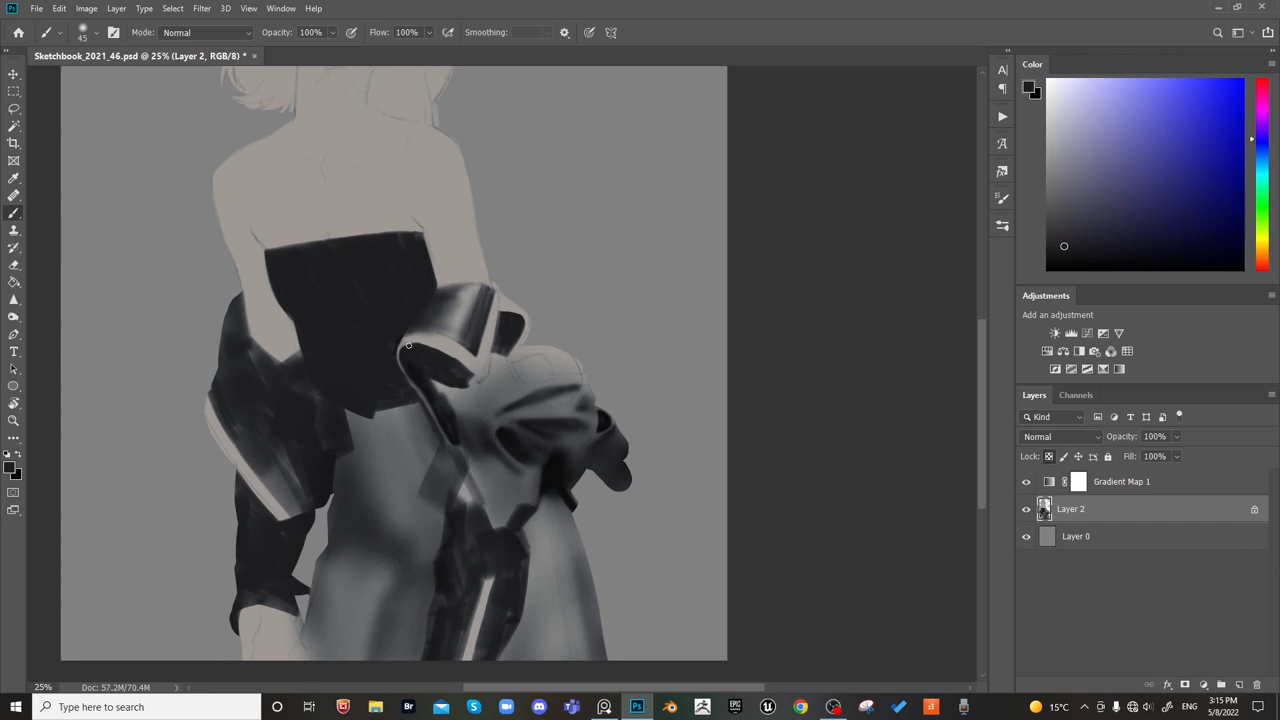 File Edit Image Layer Type Select Filter 3D View Window Help
Mode: Normal Opacity: 100% Flow: 100% Smoothing:
45
Sketchbook_2021_46.psd @ 25% (Layer 2, RGB/8) *
Color
Adjustments
Add an adjustment
Layers Channels
Kind
Normal Opacity: 100%
Lock: Fill: 100%
Gradient Map 1
Layer 2
Layer 0
25% Doc: 57.2M/70.4M
Type here to search
15°C
3:15 PM
5/8/2022